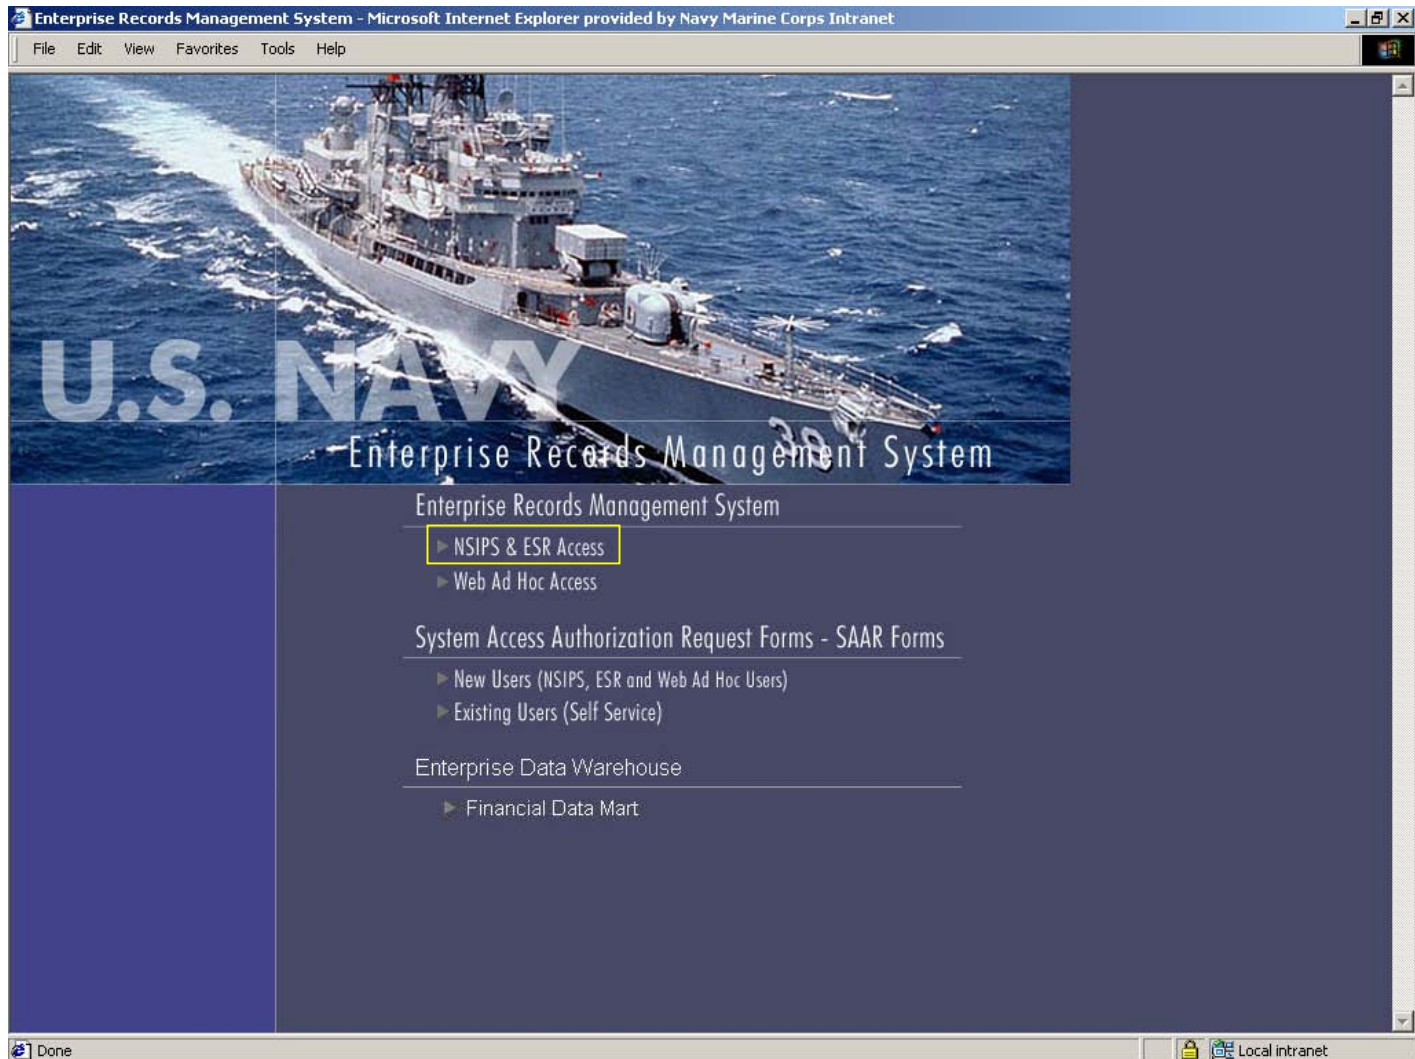 Enterprise Records Management System - Microsoft Internet Explorer provided by Navy Marine Corps Intranet
File Edit View Favorites Tools Help
U.S. NAVY
38
Enterprise Records Management System
Enterprise Records Management System
NSIPS & ESR Access
Web Ad Hoc Access
System Access Authorization Request Forms - SAAR Forms
New Users (NSIPS, ESR and Web Ad Hoc Users)
Existing Users (Self Service)
Enterprise Data Warehouse
Financial Data Mart
Done
Local intranet